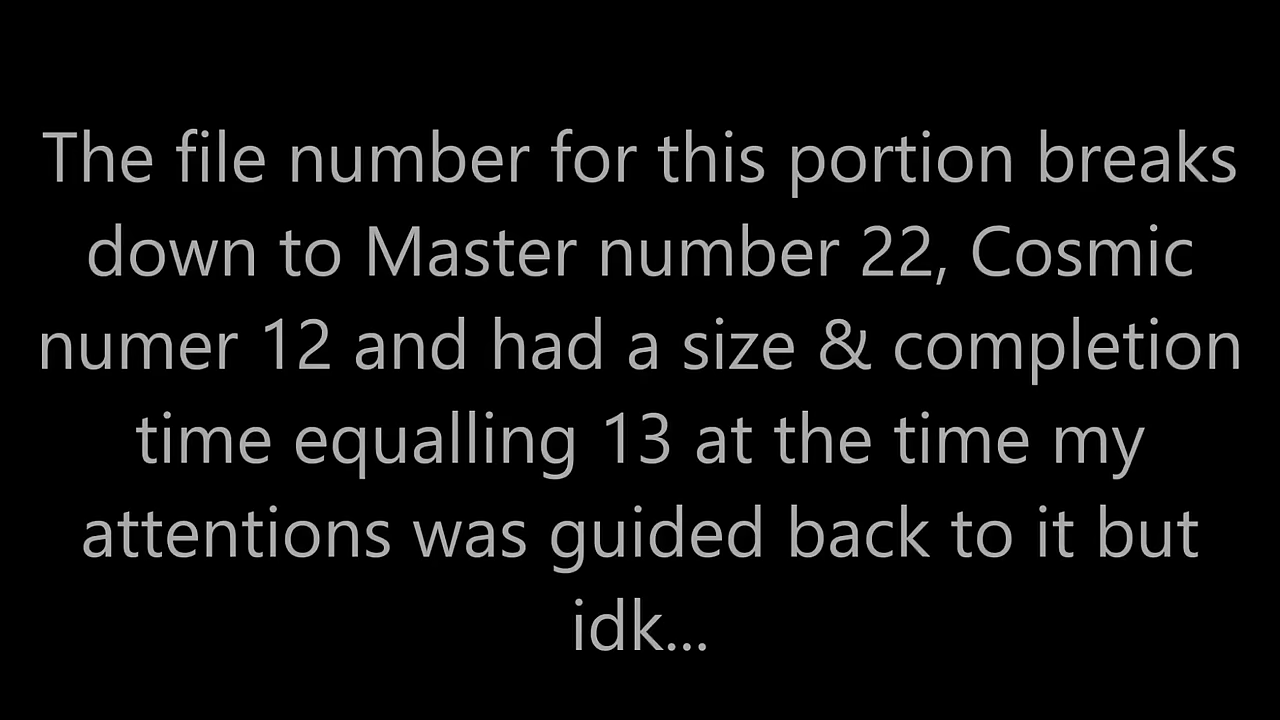 The file number for this portion breaks
down to Master number 22, Cosmic
numer 12 and had a size & completion
time equalling 13 at the time my
attentions was guided back to it but
idk...